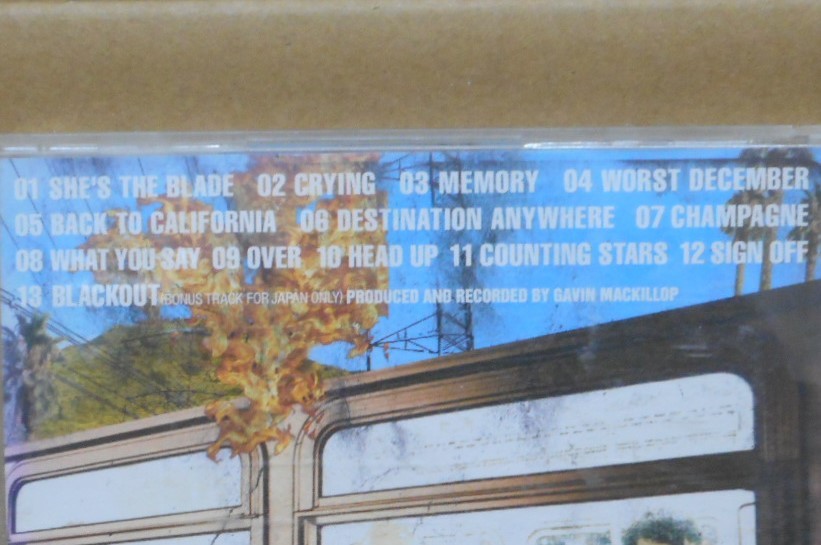 01 SHE'S THE BLADE 02 CRYING 03 MEMORY 04 WORST DECEMBER
05 BACK TO CALIFORNIA 06 DESTINATION ANYWHERE 07 CHAMPAGNE
08 WHAT YOU SAY 09 OVER 10 HEAD UP 11 COUNTING STARS 12 SIGN OFF
13 BLACKOUT (BONUS TRACK FOR JAPAN ONLY) PRODUCED AND RECORDED BY GAVIN MACKILLOP